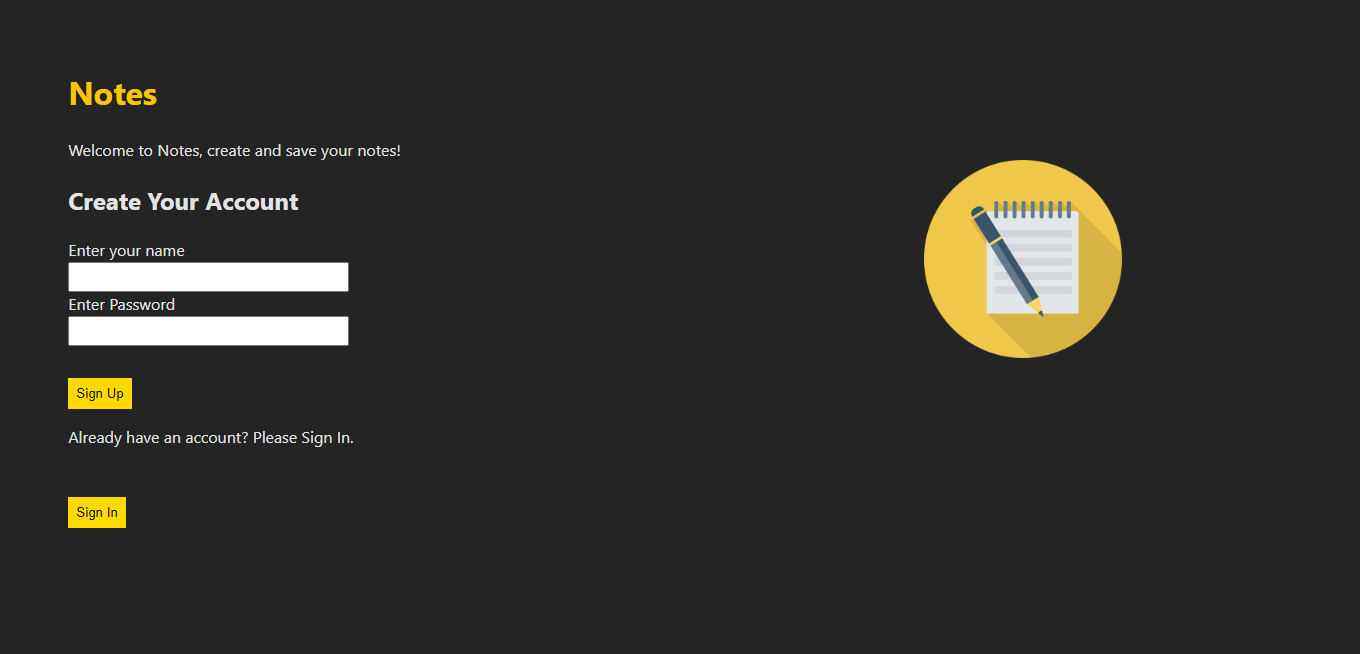 Notes
Welcome to Notes, create and save your notes!
Create Your Account
Enter your name
Enter Password
Sign Up
Already have an account? Please Sign In.
Sign In